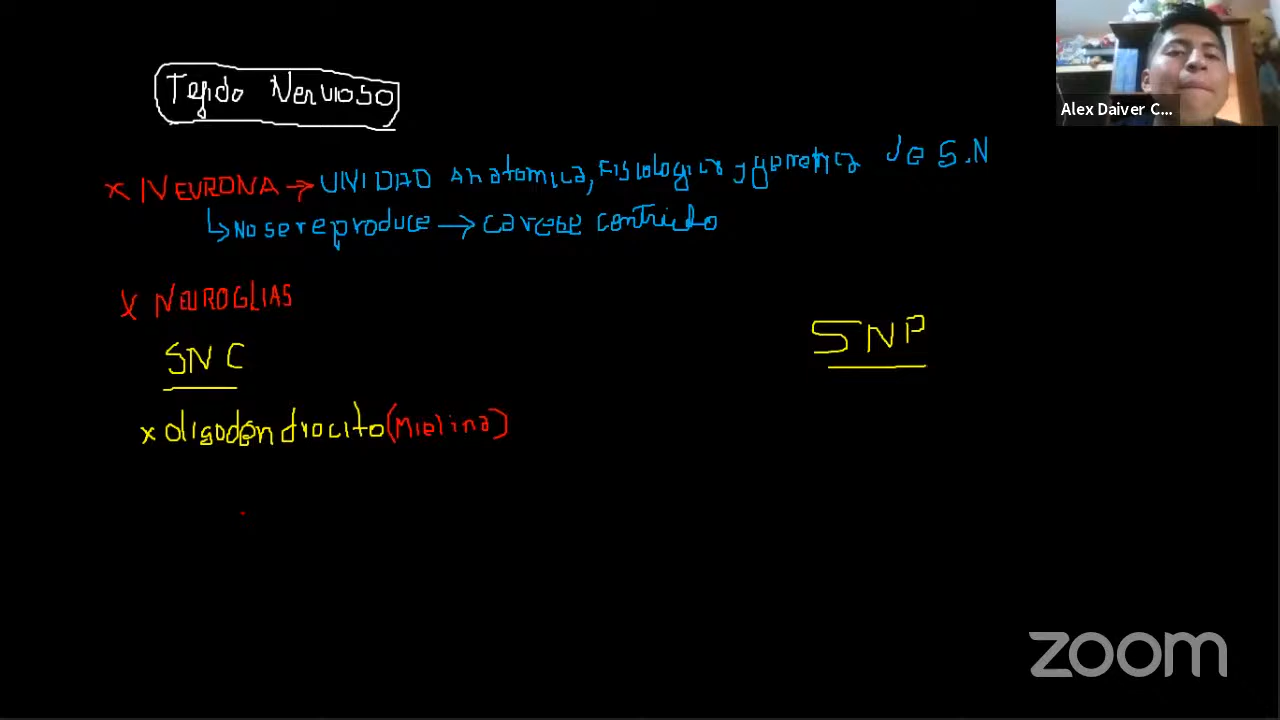 Tejido Nervioso
Alex Daiver C...
x NEURONA → UNIDAD Anatomica, Fisiologica y genetica de S.N
↳ No se reproduce → carece contriolo
x NEUROGLIAS
SNC
SNP
x oligodendrocito (Mielina)
zoom